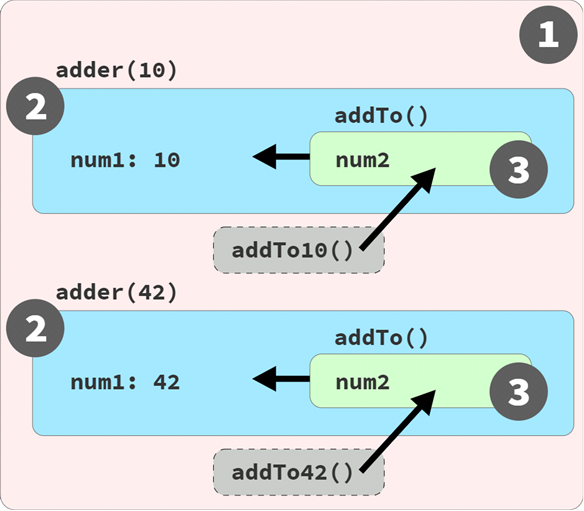 1
adder(10)
2
addTo()
num1: 10
num2
3
addTo10()
adder(42)
2
addTo()
num1: 42
num2
3
addTo42()